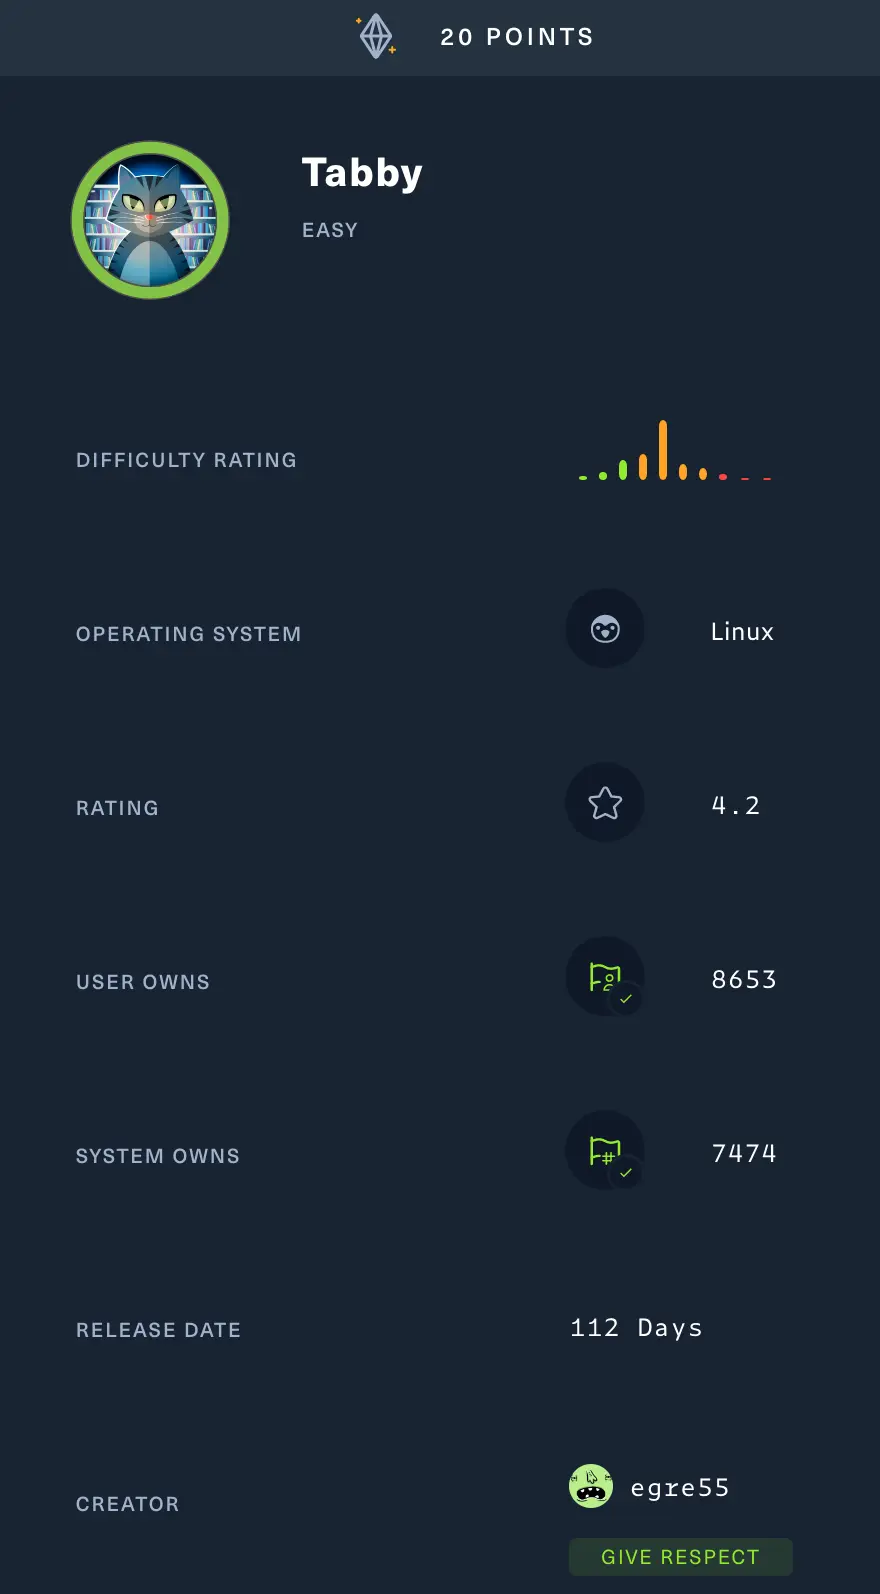 20 POINTS
Tabby
EASY
DIFFICULTY RATING
OPERATING SYSTEM
Linux
RATING
4.2
USER OWNS
8653
SYSTEM OWNS
7474
RELEASE DATE
112 Days
CREATOR
egre55
GIVE RESPECT